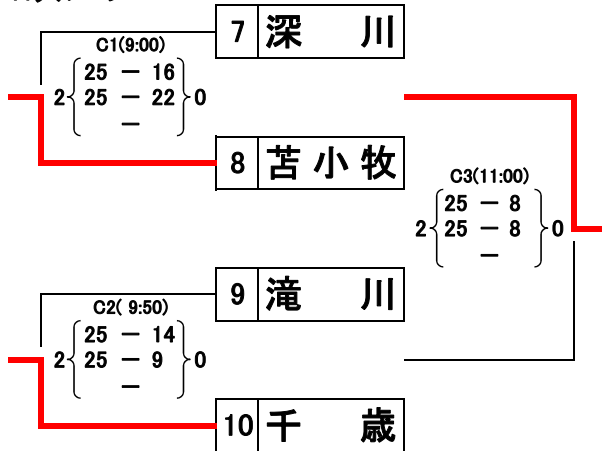 7 深 川
C1(9:00)
25 ー 16
2 25 ー 22 0
ー
8 苫 小 牧
C3(11:00)
25 ー 8
2 25 ー 8 0
ー
9 滝 川
C2( 9:50)
25 ー 14
2 25 ー 9 0
ー
10 千 歳